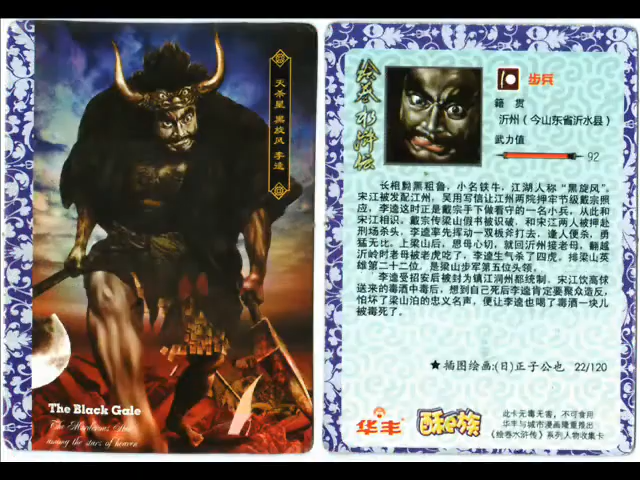 天杀星 黑旋风 李逵
The Black Gale
The Murderous Star
among the stars of heaven
绘卷水浒传
步兵
籍 贯
沂州（今山东省沂水县）
武力值
92
长相黝黑粗鲁，小名铁牛，江湖人称“黑旋风”。
宋江被发配江州，吴用写信让江州两院押牢节级戴宗照
应，李逵这时正是戴宗手下做看守的一名小兵，从此和
宋江相识。戴宗传梁山假书被识破，和宋江两人被押赴
刑场杀头，李逵率先挥动一双板斧打去，逢人便杀，勇
猛无比。上梁山后，思母心切，就回沂州接老母，翻越
沂岭时老母被老虎吃了，李逵生气杀了四虎。排梁山英
雄第二十二位，是梁山步军第五位头领。
李逵受招安后被封为镇江润州都统制。宋江饮高俅
送来的毒酒中毒后，想到自己死后李逵肯定要聚众造反，
怕坏了梁山泊的忠义名声，便让李逵也喝了毒酒一块儿
被毒死了。
★插图绘画:(日)正子公也 22/120
华丰
酥E族
此卡无毒无害，不可食用
华丰与城市漫画隆重推出
《绘卷水浒传》系列人物收集卡